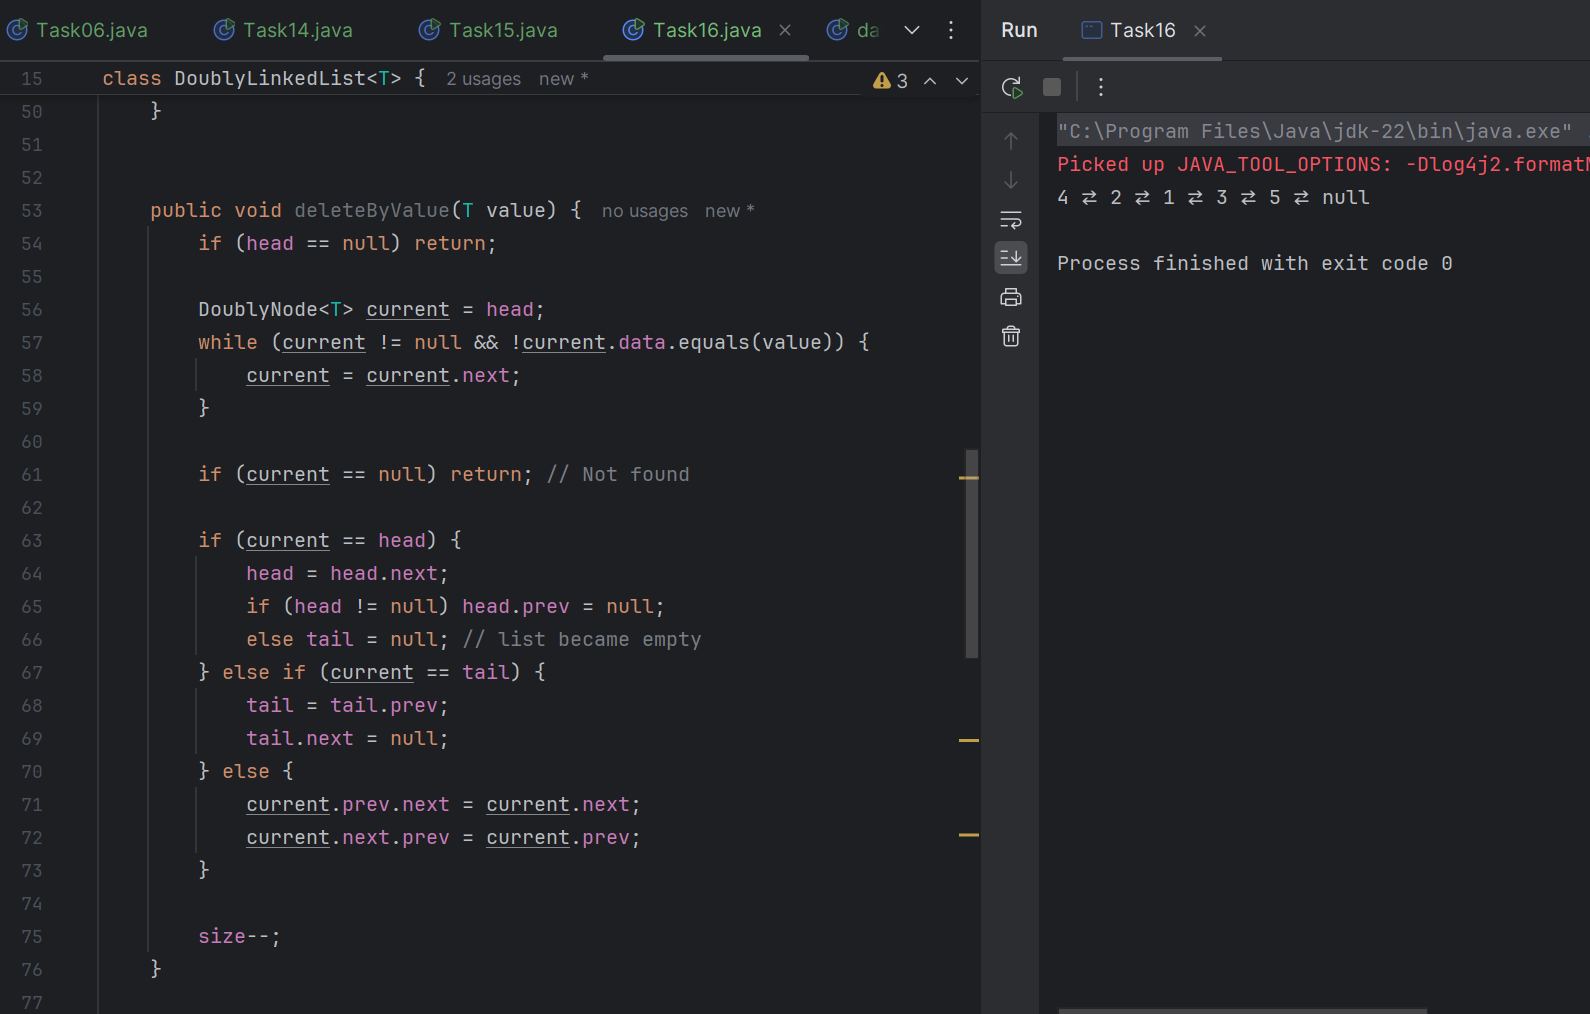 Task06.java Task14.java Task15.java Task16.java da
Run Task16
15 class DoublyLinkedList<T> { 2 usages new *
3
50 }
51
52
53 public void deleteByValue(T value) { no usages new *
54 if (head == null) return;
55
56 DoublyNode<T> current = head;
57 while (current != null && !current.data.equals(value)) {
58 current = current.next;
59 }
60
61 if (current == null) return; // Not found
62
63 if (current == head) {
64 head = head.next;
65 if (head != null) head.prev = null;
66 else tail = null; // list became empty
67 } else if (current == tail) {
68 tail = tail.prev;
69 tail.next = null;
70 } else {
71 current.prev.next = current.next;
72 current.next.prev = current.prev;
73 }
74
75 size--;
76 }
77
"C:\Program Files\Java\jdk-22\bin\java.exe"
Picked up JAVA_TOOL_OPTIONS: -Dlog4j2.format
4 ⇄ 2 ⇄ 1 ⇄ 3 ⇄ 5 ⇄ null
Process finished with exit code 0